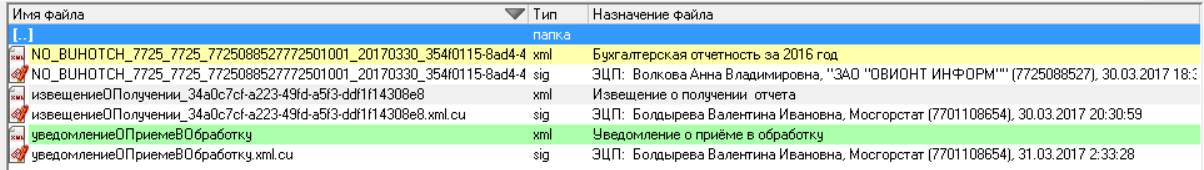 Имя файла Тип Назначение файла
[..] папка
NO_BUHOTCH_7725_7725_7725088527772501001_20170330_354f0115-8ad4-4 xml Бухгалтерская отчетность за 2016 год
NO_BUHOTCH_7725_7725_7725088527772501001_20170330_354f0115-8ad4-4 sig ЭЦП: Волкова Анна Владимировна, "ЗАО "ОВИОНТ ИНФОРМ"" (7725088527), 30.03.2017 18:3
извещениеОПолучении_34a0c7cf-a223-49fd-a5f3-ddf1f14308e8 xml Извещение о получении отчета
извещениеОПолучении_34a0c7cf-a223-49fd-a5f3-ddf1f14308e8.xml.cu sig ЭЦП: Болдырева Валентина Ивановна, Мосгорстат (7701108654), 30.03.2017 20:30:59
уведомлениеОПриемеВОбработку xml Уведомление о приёме в обработку
уведомлениеОПриемеВОбработку.xml.cu sig ЭЦП: Болдырева Валентина Ивановна, Мосгорстат (7701108654), 31.03.2017 2:33:28